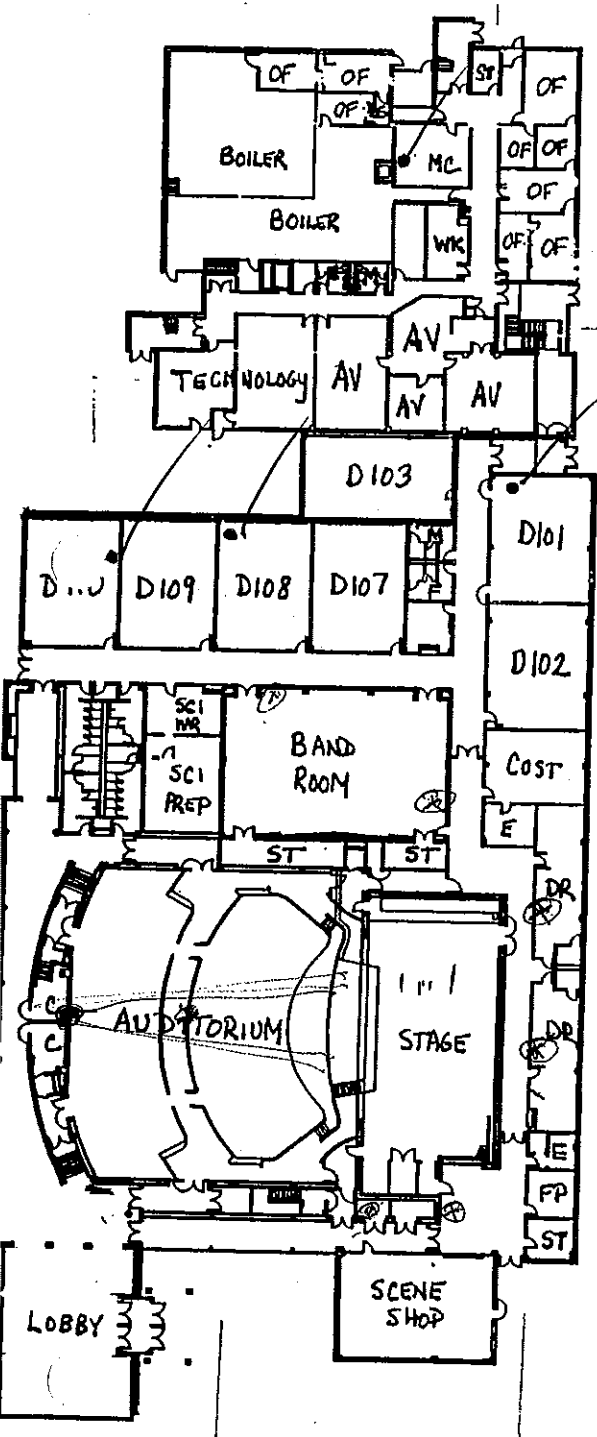 OF
OF
ST
OF
OF
BOILER
MC
OF
OF
OF
BOILER
WK
OF
OF
M
TECHNOLOGY
AV
AV
AV
AV
D103
D101
D109
D108
D107
M
F
D102
SCI
BAND
ROOM
SCI
PREP
COST
E
ST
ST
DR
C
C
AUDITORIUM
STAGE
E
FP
ST
LOBBY
SCENE
SHOP